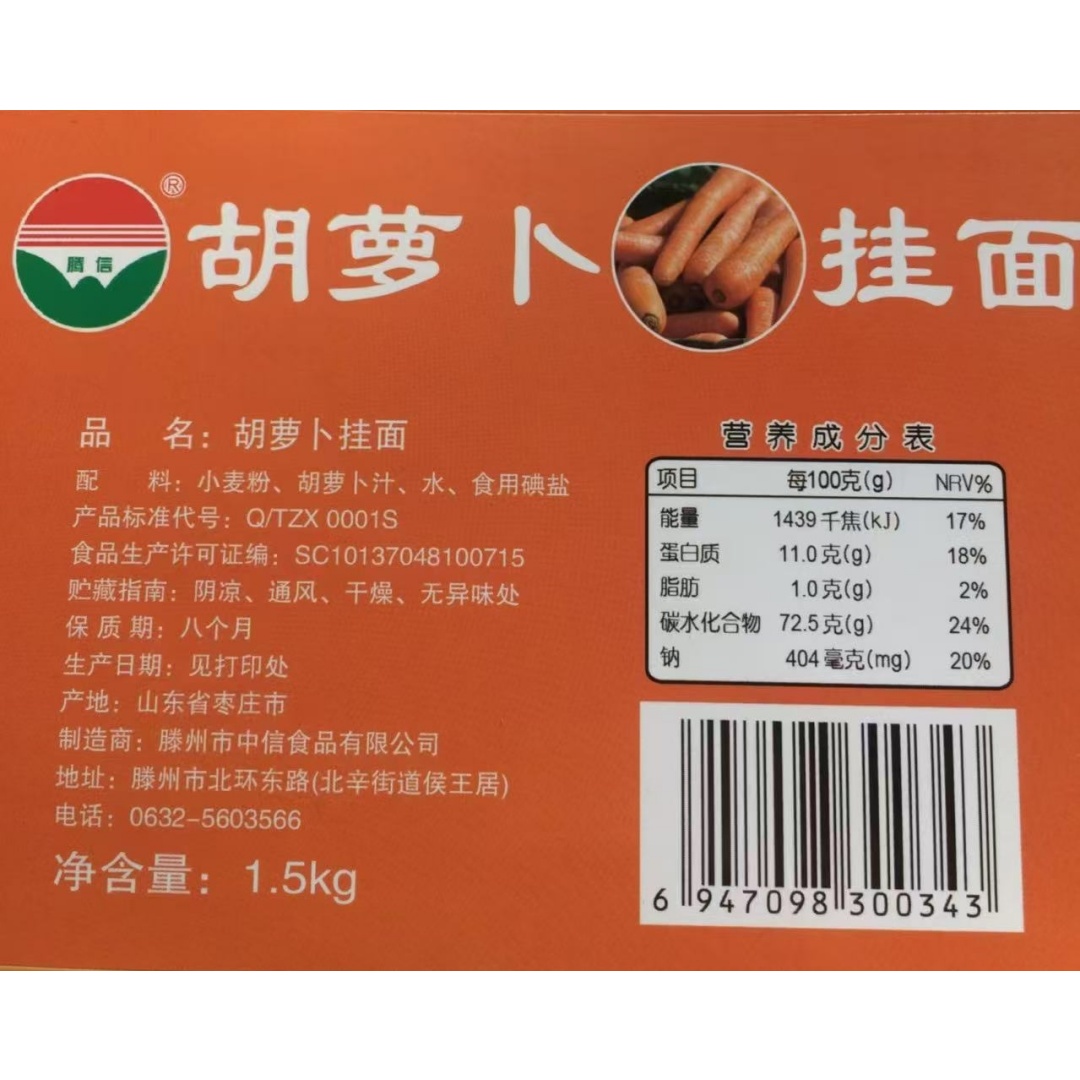 ®
腾信
胡萝卜挂面
品 名：胡萝卜挂面
配 料：小麦粉、胡萝卜汁、水、食用碘盐
产品标准代号：Q/TZX 0001S
食品生产许可证编：SC10137048100715
贮藏指南：阴凉、通风、干燥、无异味处
保 质 期：八个月
生产日期：见打印处
产地：山东省枣庄市
制造商：滕州市中信食品有限公司
地址：滕州市北环东路(北辛街道侯王居)
电话：0632-5603566
净含量：1.5kg
营养成分表
项目 每100克(g) NRV%
能量 1439千焦(kJ) 17%
蛋白质 11.0克(g) 18%
脂肪 1.0克(g) 2%
碳水化合物 72.5克(g) 24%
钠 404毫克(mg) 20%
6 947098 300343